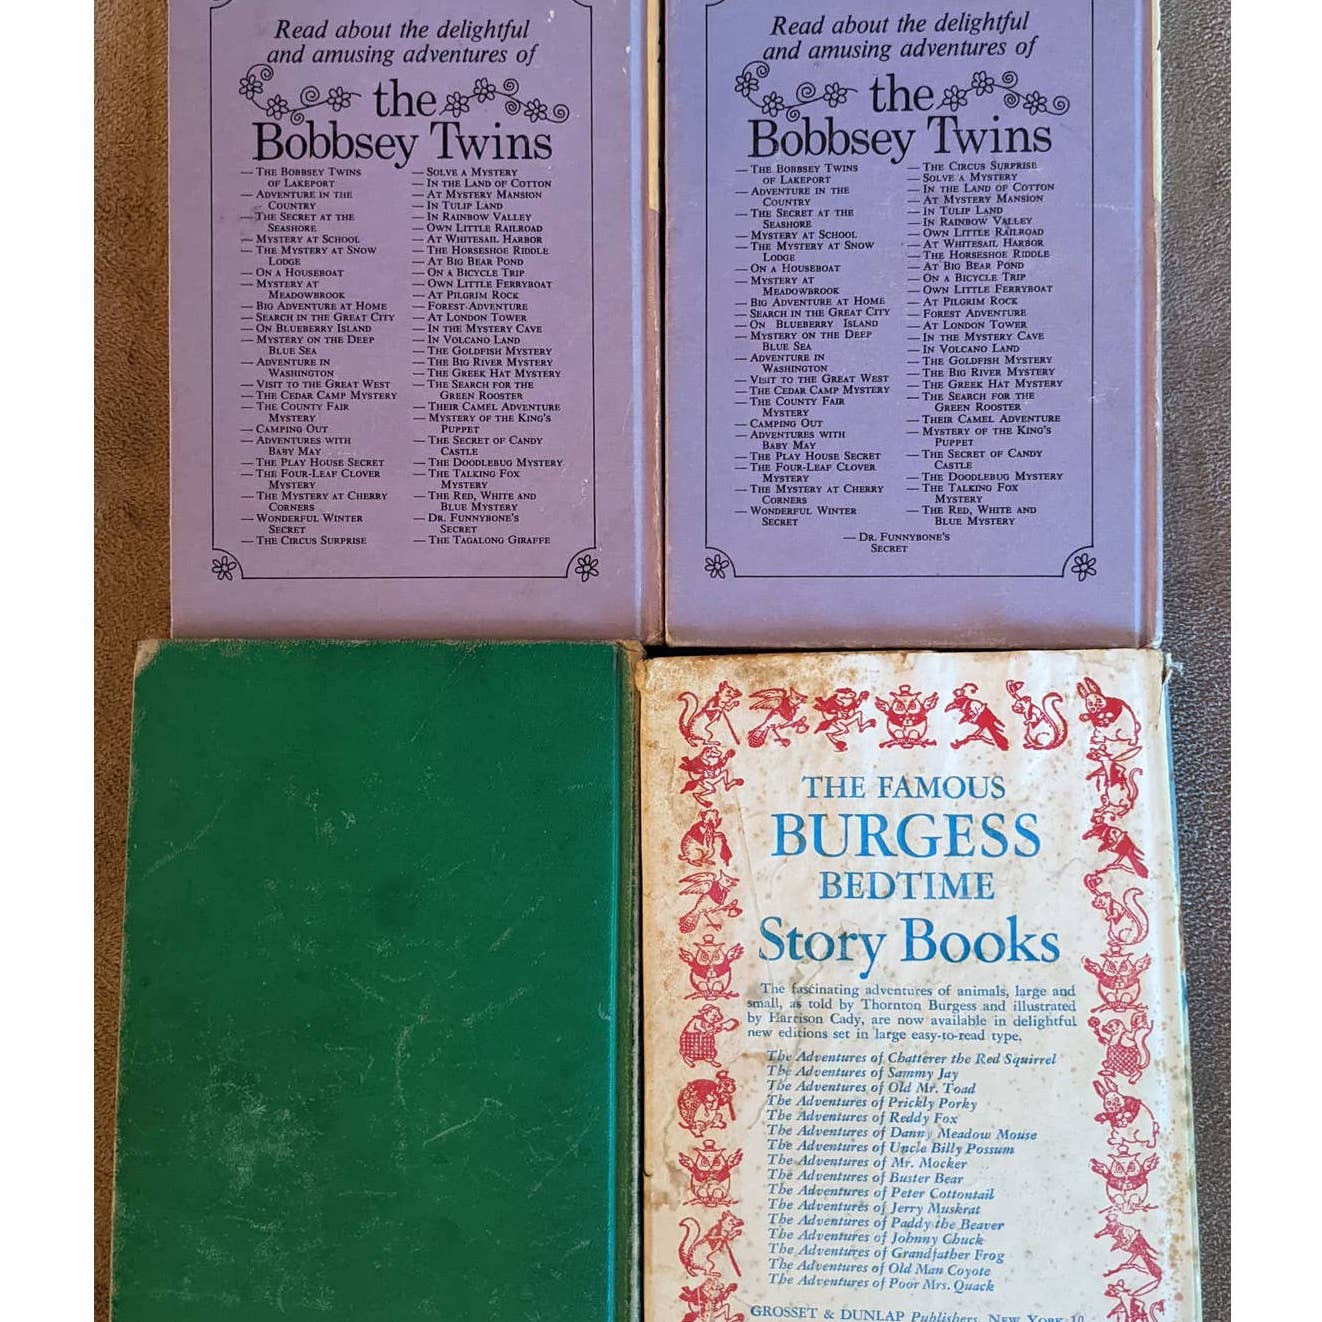 Read about the delightful
and amusing adventures of
the
Bobbsey Twins
— THE BOBBSEY TWINS
OF LAKEPORT
— ADVENTURE IN THE
COUNTRY
— THE SECRET AT THE
SEASHORE
— MYSTERY AT SCHOOL
— THE MYSTERY AT SNOW
LODGE
— ON A HOUSEBOAT
— MYSTERY AT
MEADOWBROOK
— BIG ADVENTURE AT HOME
— SEARCH IN THE GREAT CITY
— ON BLUEBERRY ISLAND
— MYSTERY ON THE DEEP
BLUE SEA
— ADVENTURE IN
WASHINGTON
— VISIT TO THE GREAT WEST
— THE CEDAR CAMP MYSTERY
— THE COUNTY FAIR
MYSTERY
— CAMPING OUT
— ADVENTURES WITH
BABY MAY
— THE PLAY HOUSE SECRET
— THE FOUR-LEAF CLOVER
MYSTERY
— THE MYSTERY AT CHERRY
CORNERS
— WONDERFUL WINTER
SECRET
— THE CIRCUS SURPRISE
— SOLVE A MYSTERY
— IN THE LAND OF COTTON
— AT MYSTERY MANSION
— IN TULIP LAND
— IN RAINBOW VALLEY
— OWN LITTLE RAILROAD
— AT WHITESAIL HARBOR
— THE HORSESHOE RIDDLE
— AT BIG BEAR POND
— ON A BICYCLE TRIP
— OWN LITTLE FERRYBOAT
— AT PILGRIM ROCK
— FOREST ADVENTURE
— AT LONDON TOWER
— IN THE MYSTERY CAVE
— IN VOLCANO LAND
— THE GOLDFISH MYSTERY
— THE BIG RIVER MYSTERY
— THE GREEK HAT MYSTERY
— THE SEARCH FOR THE
GREEN ROOSTER
— THEIR CAMEL ADVENTURE
— MYSTERY OF THE KING'S
PUPPET
— THE SECRET OF CANDY
CASTLE
— THE DOODLEBUG MYSTERY
— THE TALKING FOX
MYSTERY
— THE RED, WHITE AND
BLUE MYSTERY
— DR. FUNNYBONE'S
SECRET
— THE TAGALONG GIRAFFE
Read about the delightful
and amusing adventures of
the
Bobbsey Twins
— THE BOBBSEY TWINS
OF LAKEPORT
— ADVENTURE IN THE
COUNTRY
— THE SECRET AT THE
SEASHORE
— MYSTERY AT SCHOOL
— THE MYSTERY AT SNOW
LODGE
— ON A HOUSEBOAT
— MYSTERY AT
MEADOWBROOK
— BIG ADVENTURE AT HOME
— SEARCH IN THE GREAT CITY
— ON BLUEBERRY ISLAND
— MYSTERY ON THE DEEP
BLUE SEA
— ADVENTURE IN
WASHINGTON
— VISIT TO THE GREAT WEST
— THE CEDAR CAMP MYSTERY
— THE COUNTY FAIR
MYSTERY
— CAMPING OUT
— ADVENTURES WITH
BABY MAY
— THE PLAY HOUSE SECRET
— THE FOUR-LEAF CLOVER
MYSTERY
— THE MYSTERY AT CHERRY
CORNERS
— WONDERFUL WINTER
SECRET
— THE CIRCUS SURPRISE
— SOLVE A MYSTERY
— IN THE LAND OF COTTON
— AT MYSTERY MANSION
— IN TULIP LAND
— IN RAINBOW VALLEY
— OWN LITTLE RAILROAD
— AT WHITESAIL HARBOR
— THE HORSESHOE RIDDLE
— AT BIG BEAR POND
— ON A BICYCLE TRIP
— OWN LITTLE FERRYBOAT
— AT PILGRIM ROCK
— FOREST ADVENTURE
— AT LONDON TOWER
— IN THE MYSTERY CAVE
— IN VOLCANO LAND
— THE GOLDFISH MYSTERY
— THE BIG RIVER MYSTERY
— THE GREEK HAT MYSTERY
— THE SEARCH FOR THE
GREEN ROOSTER
— THEIR CAMEL ADVENTURE
— MYSTERY OF THE KING'S
PUPPET
— THE SECRET OF CANDY
CASTLE
— THE DOODLEBUG MYSTERY
— THE TALKING FOX
MYSTERY
— THE RED, WHITE AND
BLUE MYSTERY
— DR. FUNNYBONE'S
SECRET
THE FAMOUS
BURGESS
BEDTIME
Story Books
The fascinating adventures of animals, large and
small, as told by Thornton Burgess and illustrated
by Harrison Cady, are now available in delightful
new editions set in large easy-to-read type.
The Adventures of Chatterer the Red Squirrel
The Adventures of Sammy Jay
The Adventures of Old Mr. Toad
The Adventures of Prickly Porky
The Adventures of Reddy Fox
The Adventures of Danny Meadow Mouse
The Adventures of Uncle Billy Possum
The Adventures of Mr. Mocker
The Adventures of Buster Bear
The Adventures of Peter Cottontail
The Adventures of Jerry Muskrat
The Adventures of Paddy the Beaver
The Adventures of Johnny Chuck
The Adventures of Grandfather Frog
The Adventures of Old Man Coyote
The Adventures of Poor Mrs. Quack
GROSSET & DUNLAP Publishers, NEW YORK 10